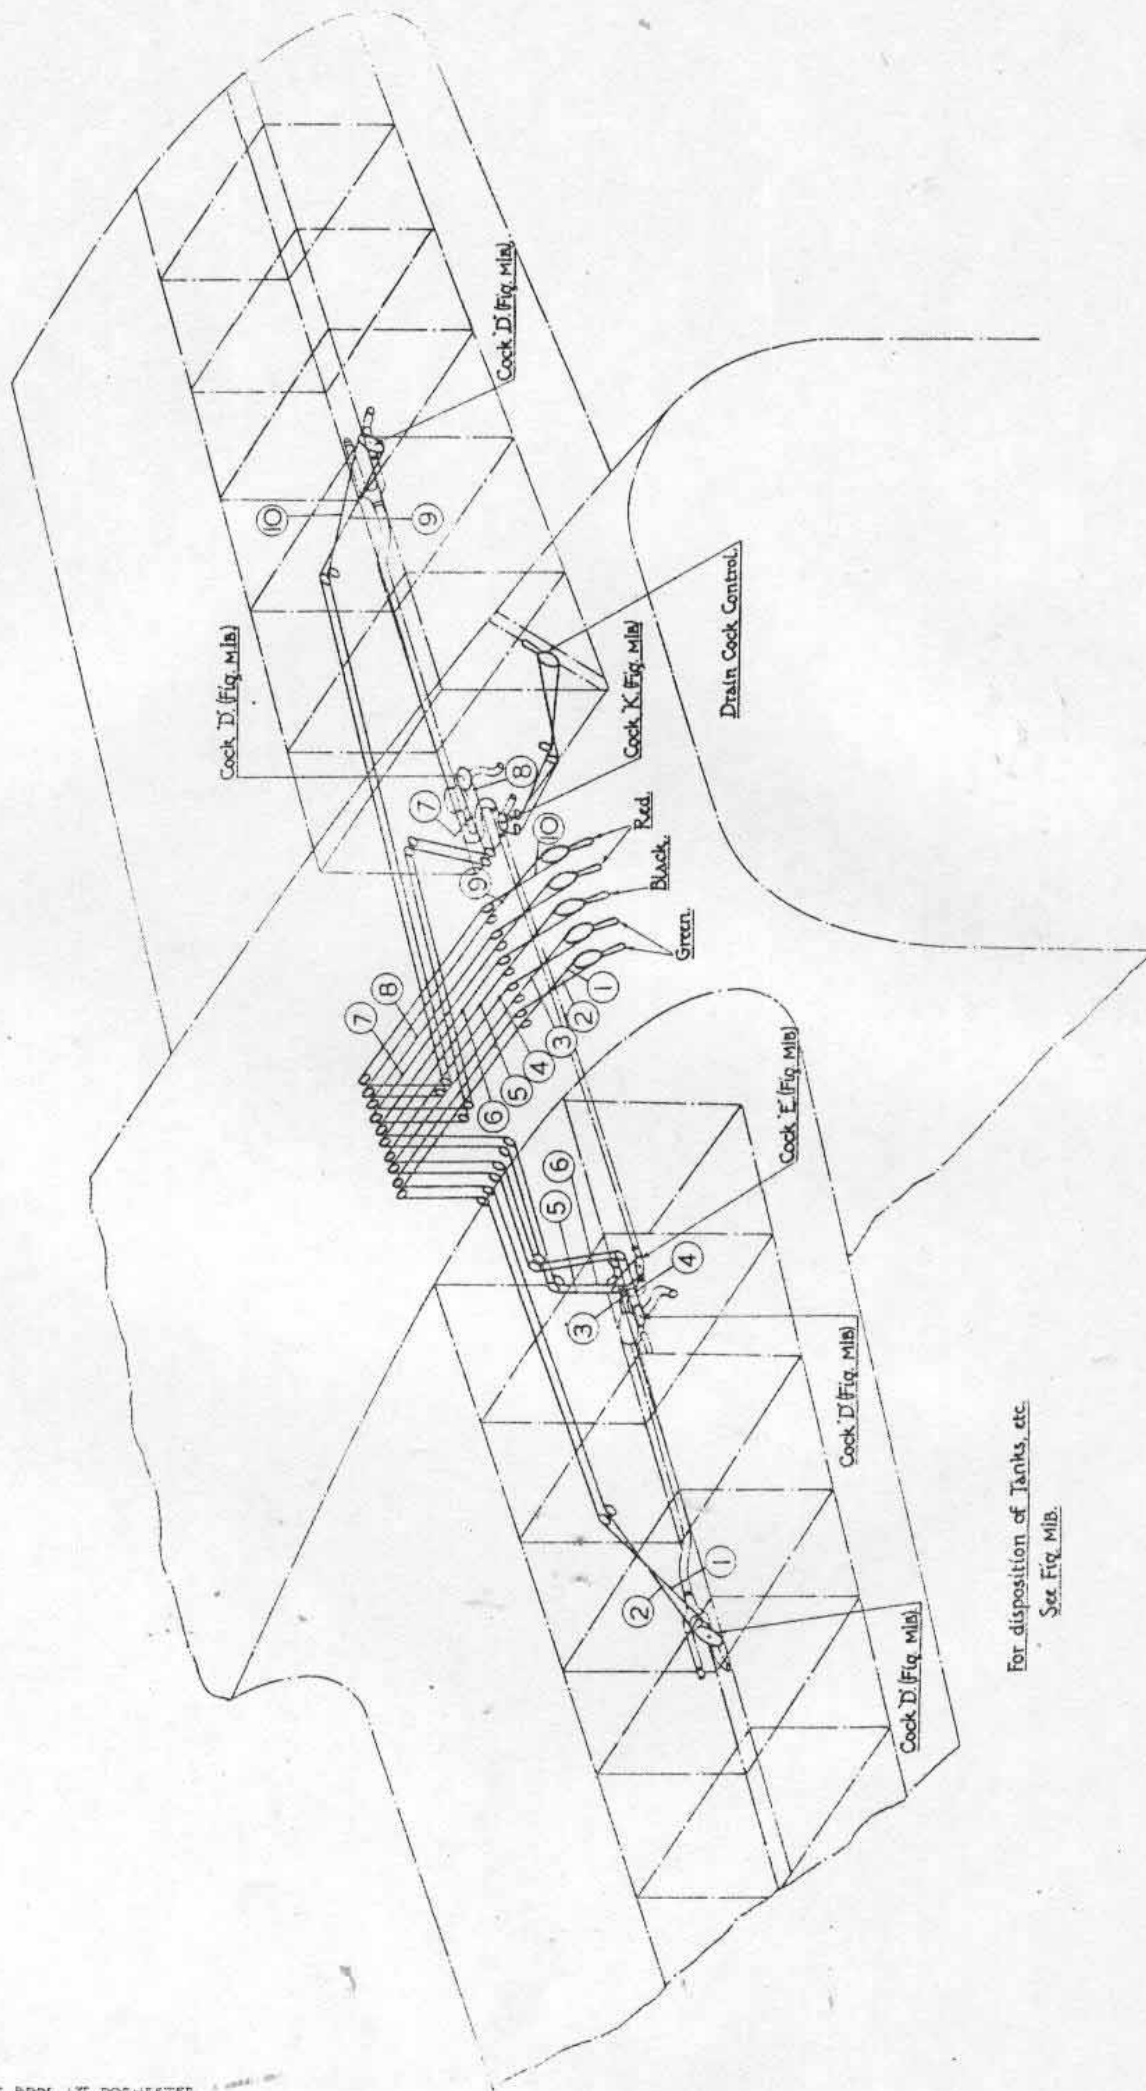 Cock 'D' (Fig. M1B)
10
9
Cock 'D' (Fig. M1B)
7
8
Drain Cock Control.
Cock 'K' (Fig. M1B)
9
10
Red.
Black.
Green.
7
8
1
2
3
4
5
6
Cock 'E' (Fig. M1B)
6
5
4
3
Cock 'D' (Fig. M1B)
2
1
Cock 'D' (Fig. M1B)
For disposition of Tanks, etc.
See Fig. M1B.